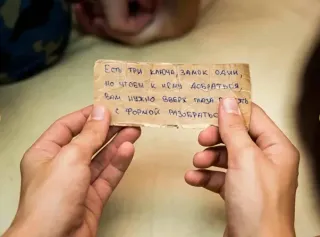 Есть три ключа, замок один,
но чтобы к нему добраться,
вам нужно вверх глаза
с формой разобраться